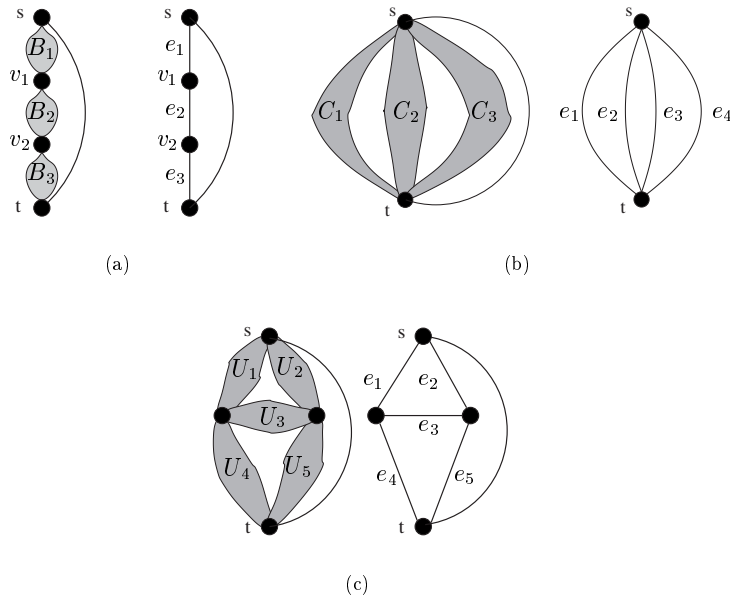 s s s s
B₁ e₁
v₁ v₁
B₂ e₂ C₁ C₂ C₃ e₁ e₂ e₃ e₄
v₂ v₂
B₃ e₃
t t t t
(a) (b)
s s
U₁ U₂ e₁ e₂
U₃ e₃
U₄ U₅ e₄ e₅
t t
(c)